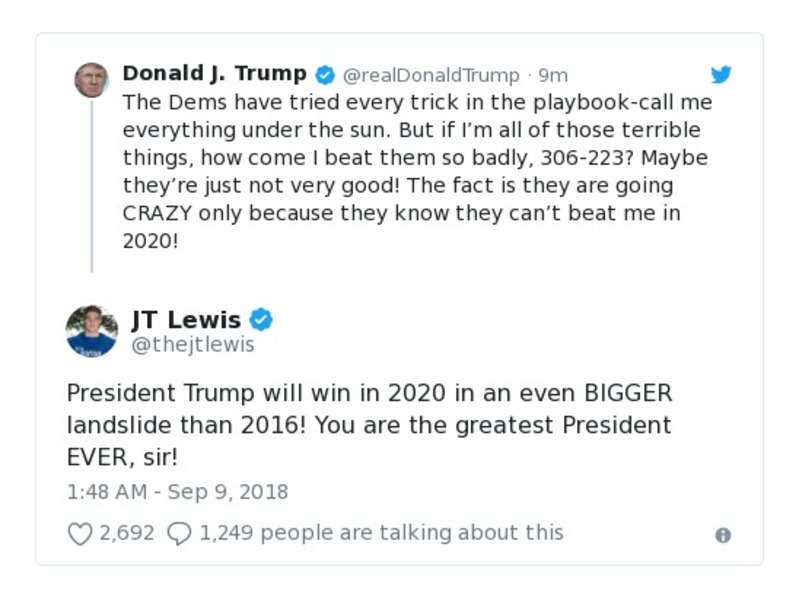 Donald J. Trump @realDonaldTrump · 9m
The Dems have tried every trick in the playbook-call me
everything under the sun. But if I’m all of those terrible
things, how come I beat them so badly, 306-223? Maybe
they’re just not very good! The fact is they are going
CRAZY only because they know they can’t beat me in
2020!
JT Lewis
@thejtlewis
President Trump will win in 2020 in an even BIGGER
landslide than 2016! You are the greatest President
EVER, sir!
1:48 AM - Sep 9, 2018
2,692 1,249 people are talking about this